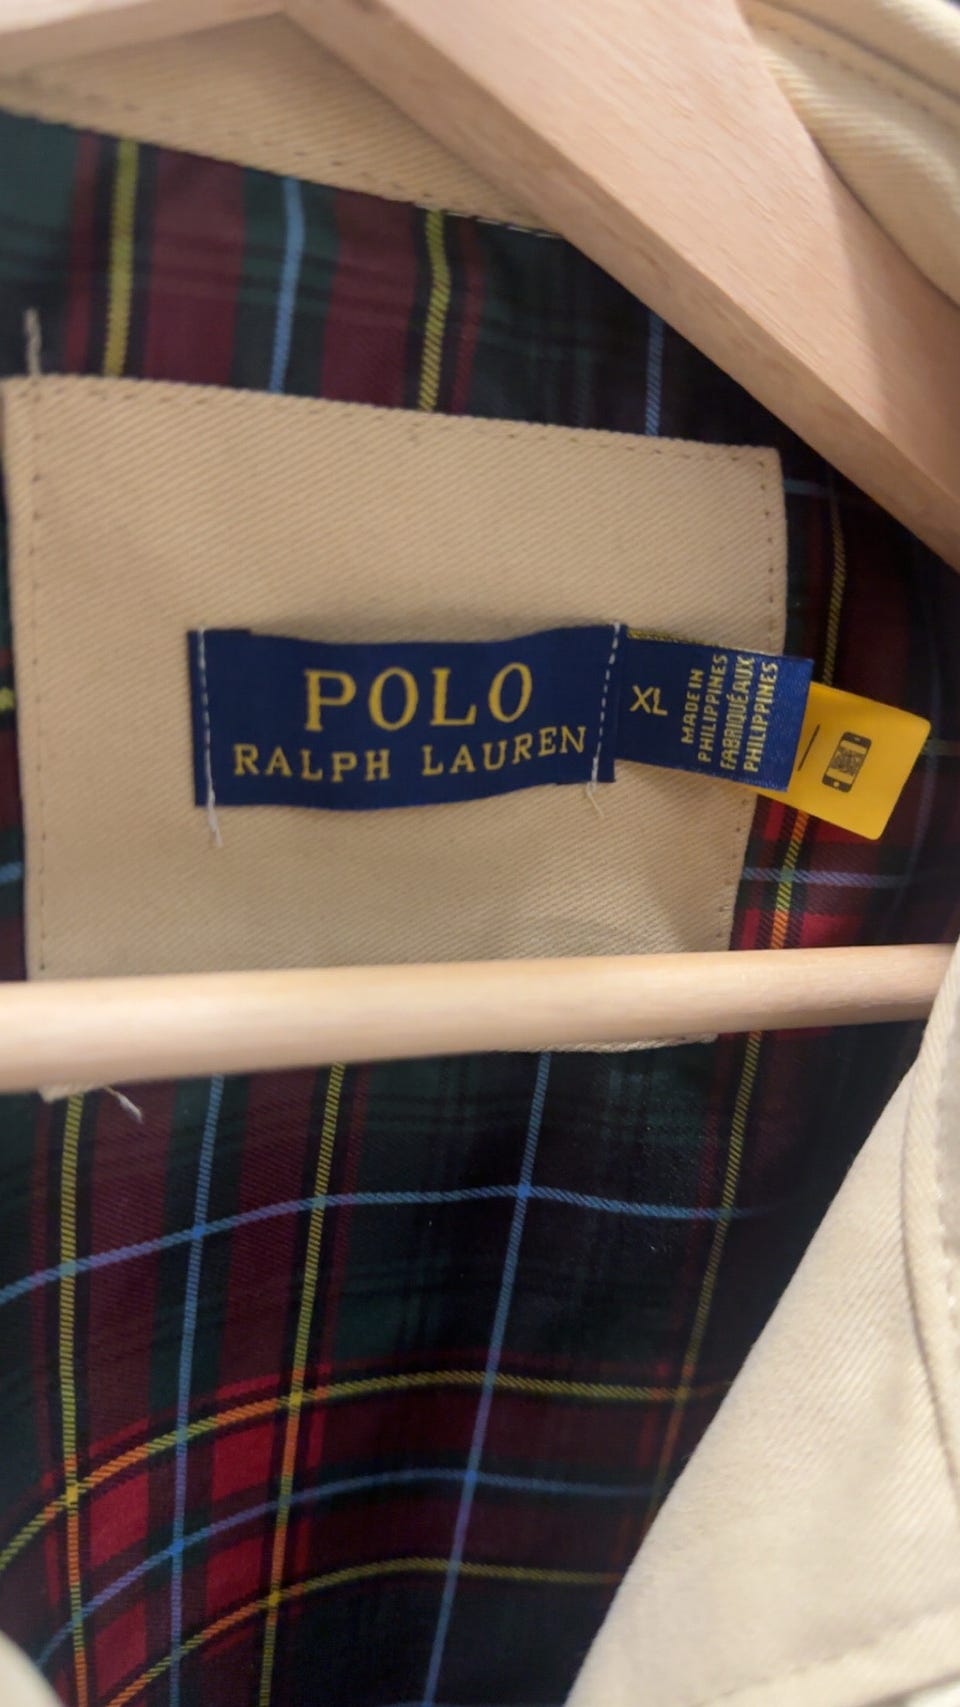 POLO
RALPH LAUREN
XL
MADE IN
PHILIPPINES
FABRIQUÉ AUX
PHILIPPINES